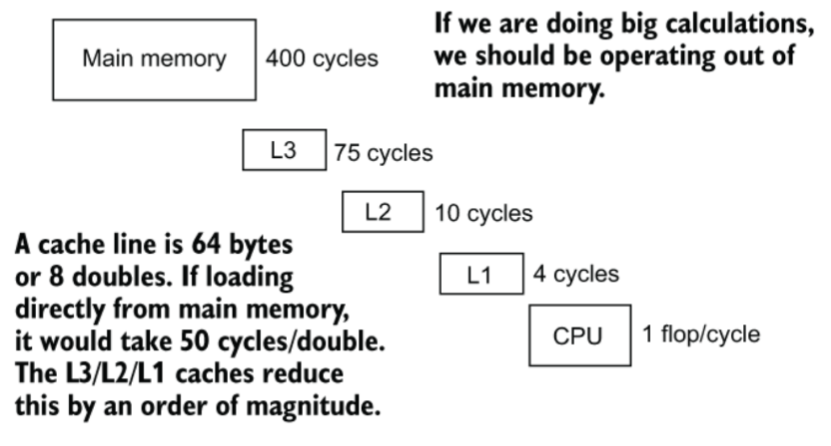 If we are doing big calculations,
we should be operating out of
main memory.
Main memory
400 cycles
L3
75 cycles
L2
10 cycles
L1
4 cycles
CPU
1 flop/cycle
A cache line is 64 bytes
or 8 doubles. If loading
directly from main memory,
it would take 50 cycles/double.
The L3/L2/L1 caches reduce
this by an order of magnitude.